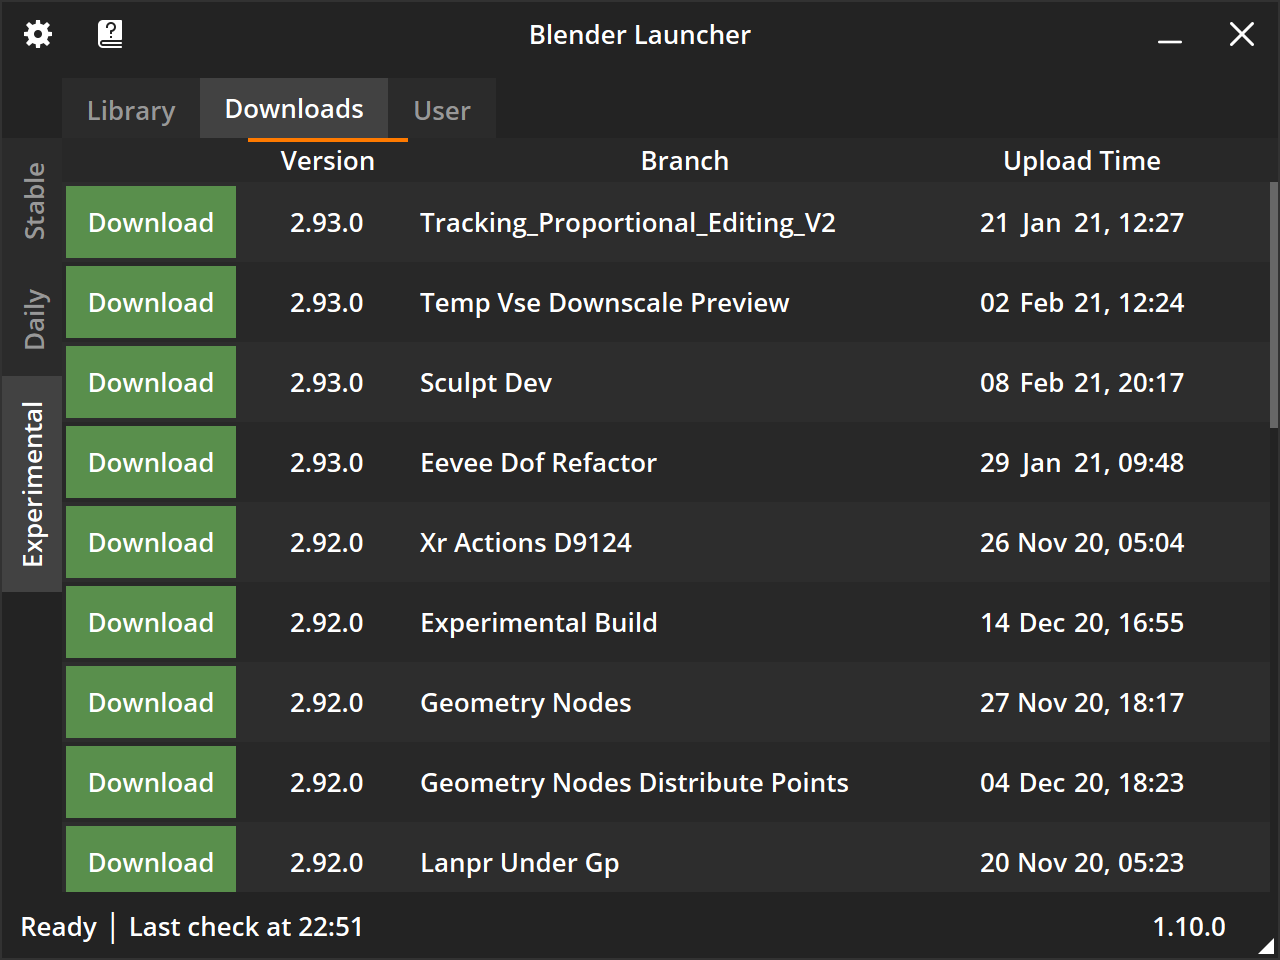 Blender Launcher
Library Downloads User
Version Branch Upload Time
Stable
Daily
Experimental
Download 2.93.0 Tracking_Proportional_Editing_V2 21 Jan 21, 12:27
Download 2.93.0 Temp Vse Downscale Preview 02 Feb 21, 12:24
Download 2.93.0 Sculpt Dev 08 Feb 21, 20:17
Download 2.93.0 Eevee Dof Refactor 29 Jan 21, 09:48
Download 2.92.0 Xr Actions D9124 26 Nov 20, 05:04
Download 2.92.0 Experimental Build 14 Dec 20, 16:55
Download 2.92.0 Geometry Nodes 27 Nov 20, 18:17
Download 2.92.0 Geometry Nodes Distribute Points 04 Dec 20, 18:23
Download 2.92.0 Lanpr Under Gp 20 Nov 20, 05:23
Ready | Last check at 22:51 1.10.0